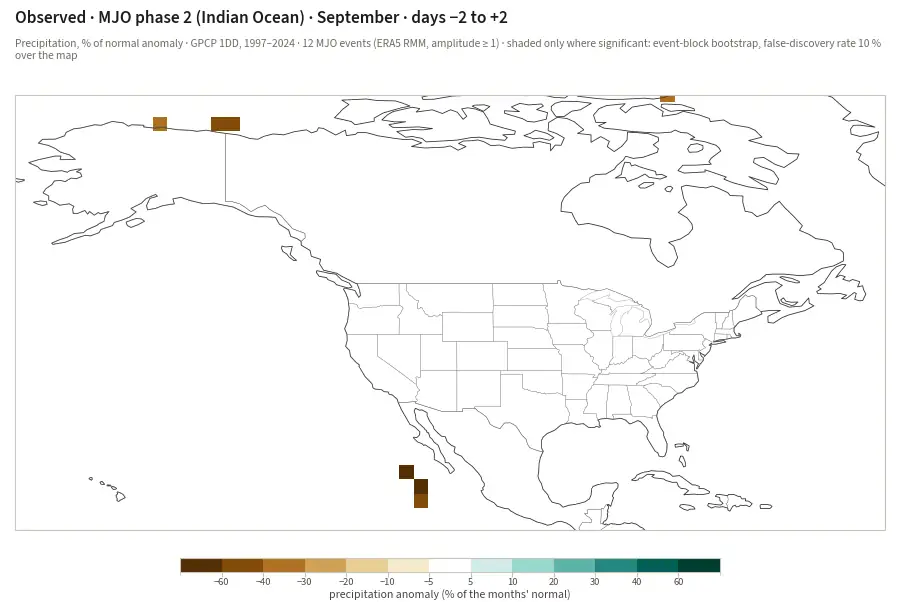 Observed · MJO phase 2 (Indian Ocean) · September · days −2 to +2
Precipitation, % of normal anomaly · GPCP 1DD, 1997–2024 · 12 MJO events (ERA5 RMM, amplitude ≥ 1) · shaded only where significant: event-block bootstrap, false-discovery rate 10 %
over the map
−60 −40 −30 −20 −10 −5 5 10 20 30 40 60
precipitation anomaly (% of the months' normal)